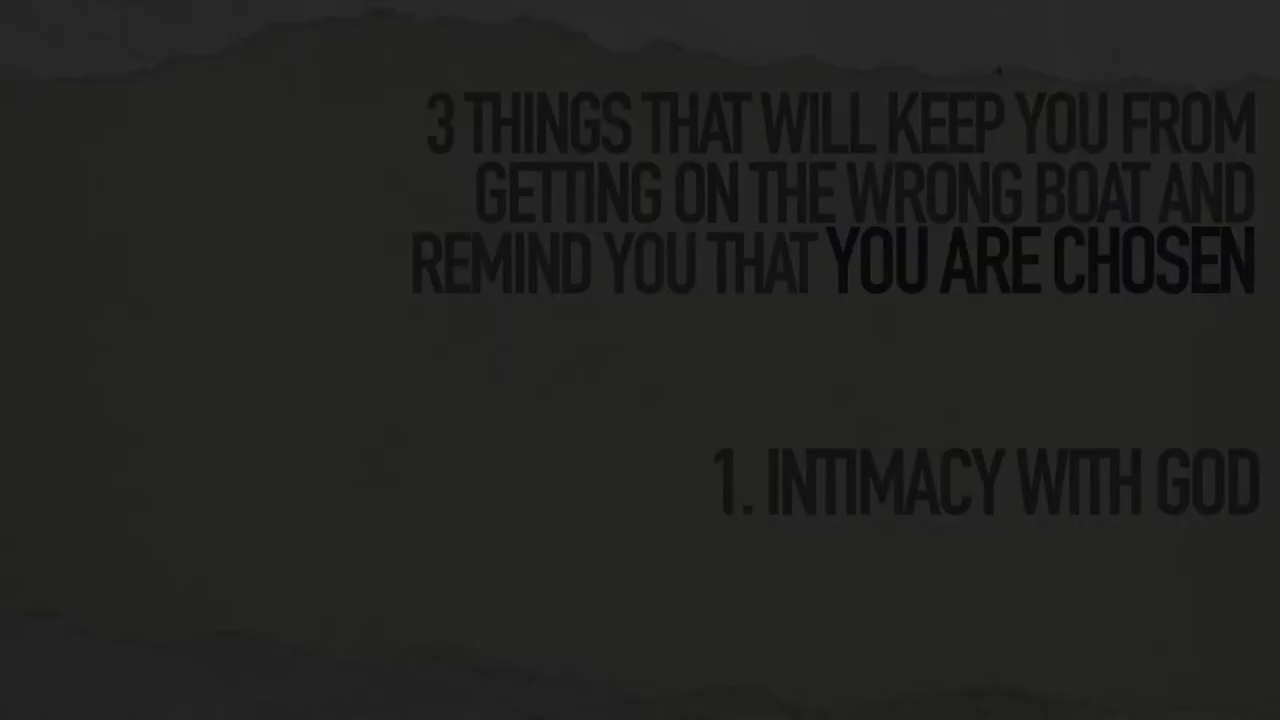 3 THINGS THAT WILL KEEP YOU FROM
GETTING ON THE WRONG BOAT AND
REMIND YOU THAT YOU ARE CHOSEN
1. INTIMACY WITH GOD